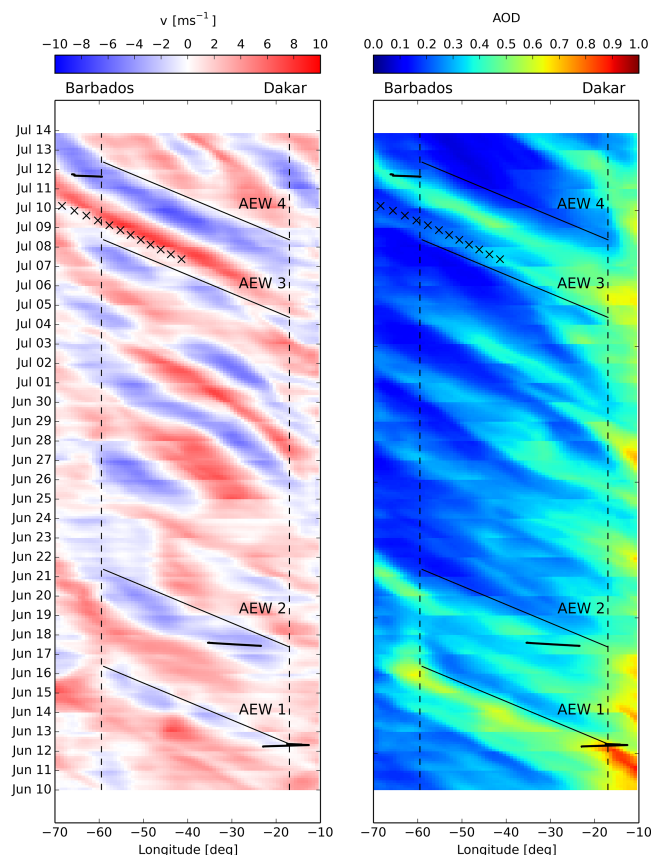 v [ms⁻¹]
AOD
−10 −8 −6 −4 −2 0 2 4 6 8 10
0.0 0.1 0.2 0.3 0.4 0.5 0.6 0.7 0.8 0.9 1.0
Barbados Dakar
Barbados Dakar
Jul 14
Jul 13
Jul 12
Jul 11
Jul 10
Jul 09
Jul 08
Jul 07
Jul 06
Jul 05
Jul 04
Jul 03
Jul 02
Jul 01
Jun 30
Jun 29
Jun 28
Jun 27
Jun 26
Jun 25
Jun 24
Jun 23
Jun 22
Jun 21
Jun 20
Jun 19
Jun 18
Jun 17
Jun 16
Jun 15
Jun 14
Jun 13
Jun 12
Jun 11
Jun 10
AEW 4
AEW 3
AEW 2
AEW 1
AEW 4
AEW 3
AEW 2
AEW 1
−70 −60 −50 −40 −30 −20 −10
−70 −60 −50 −40 −30 −20 −10
Longitude [deg]
Longitude [deg]